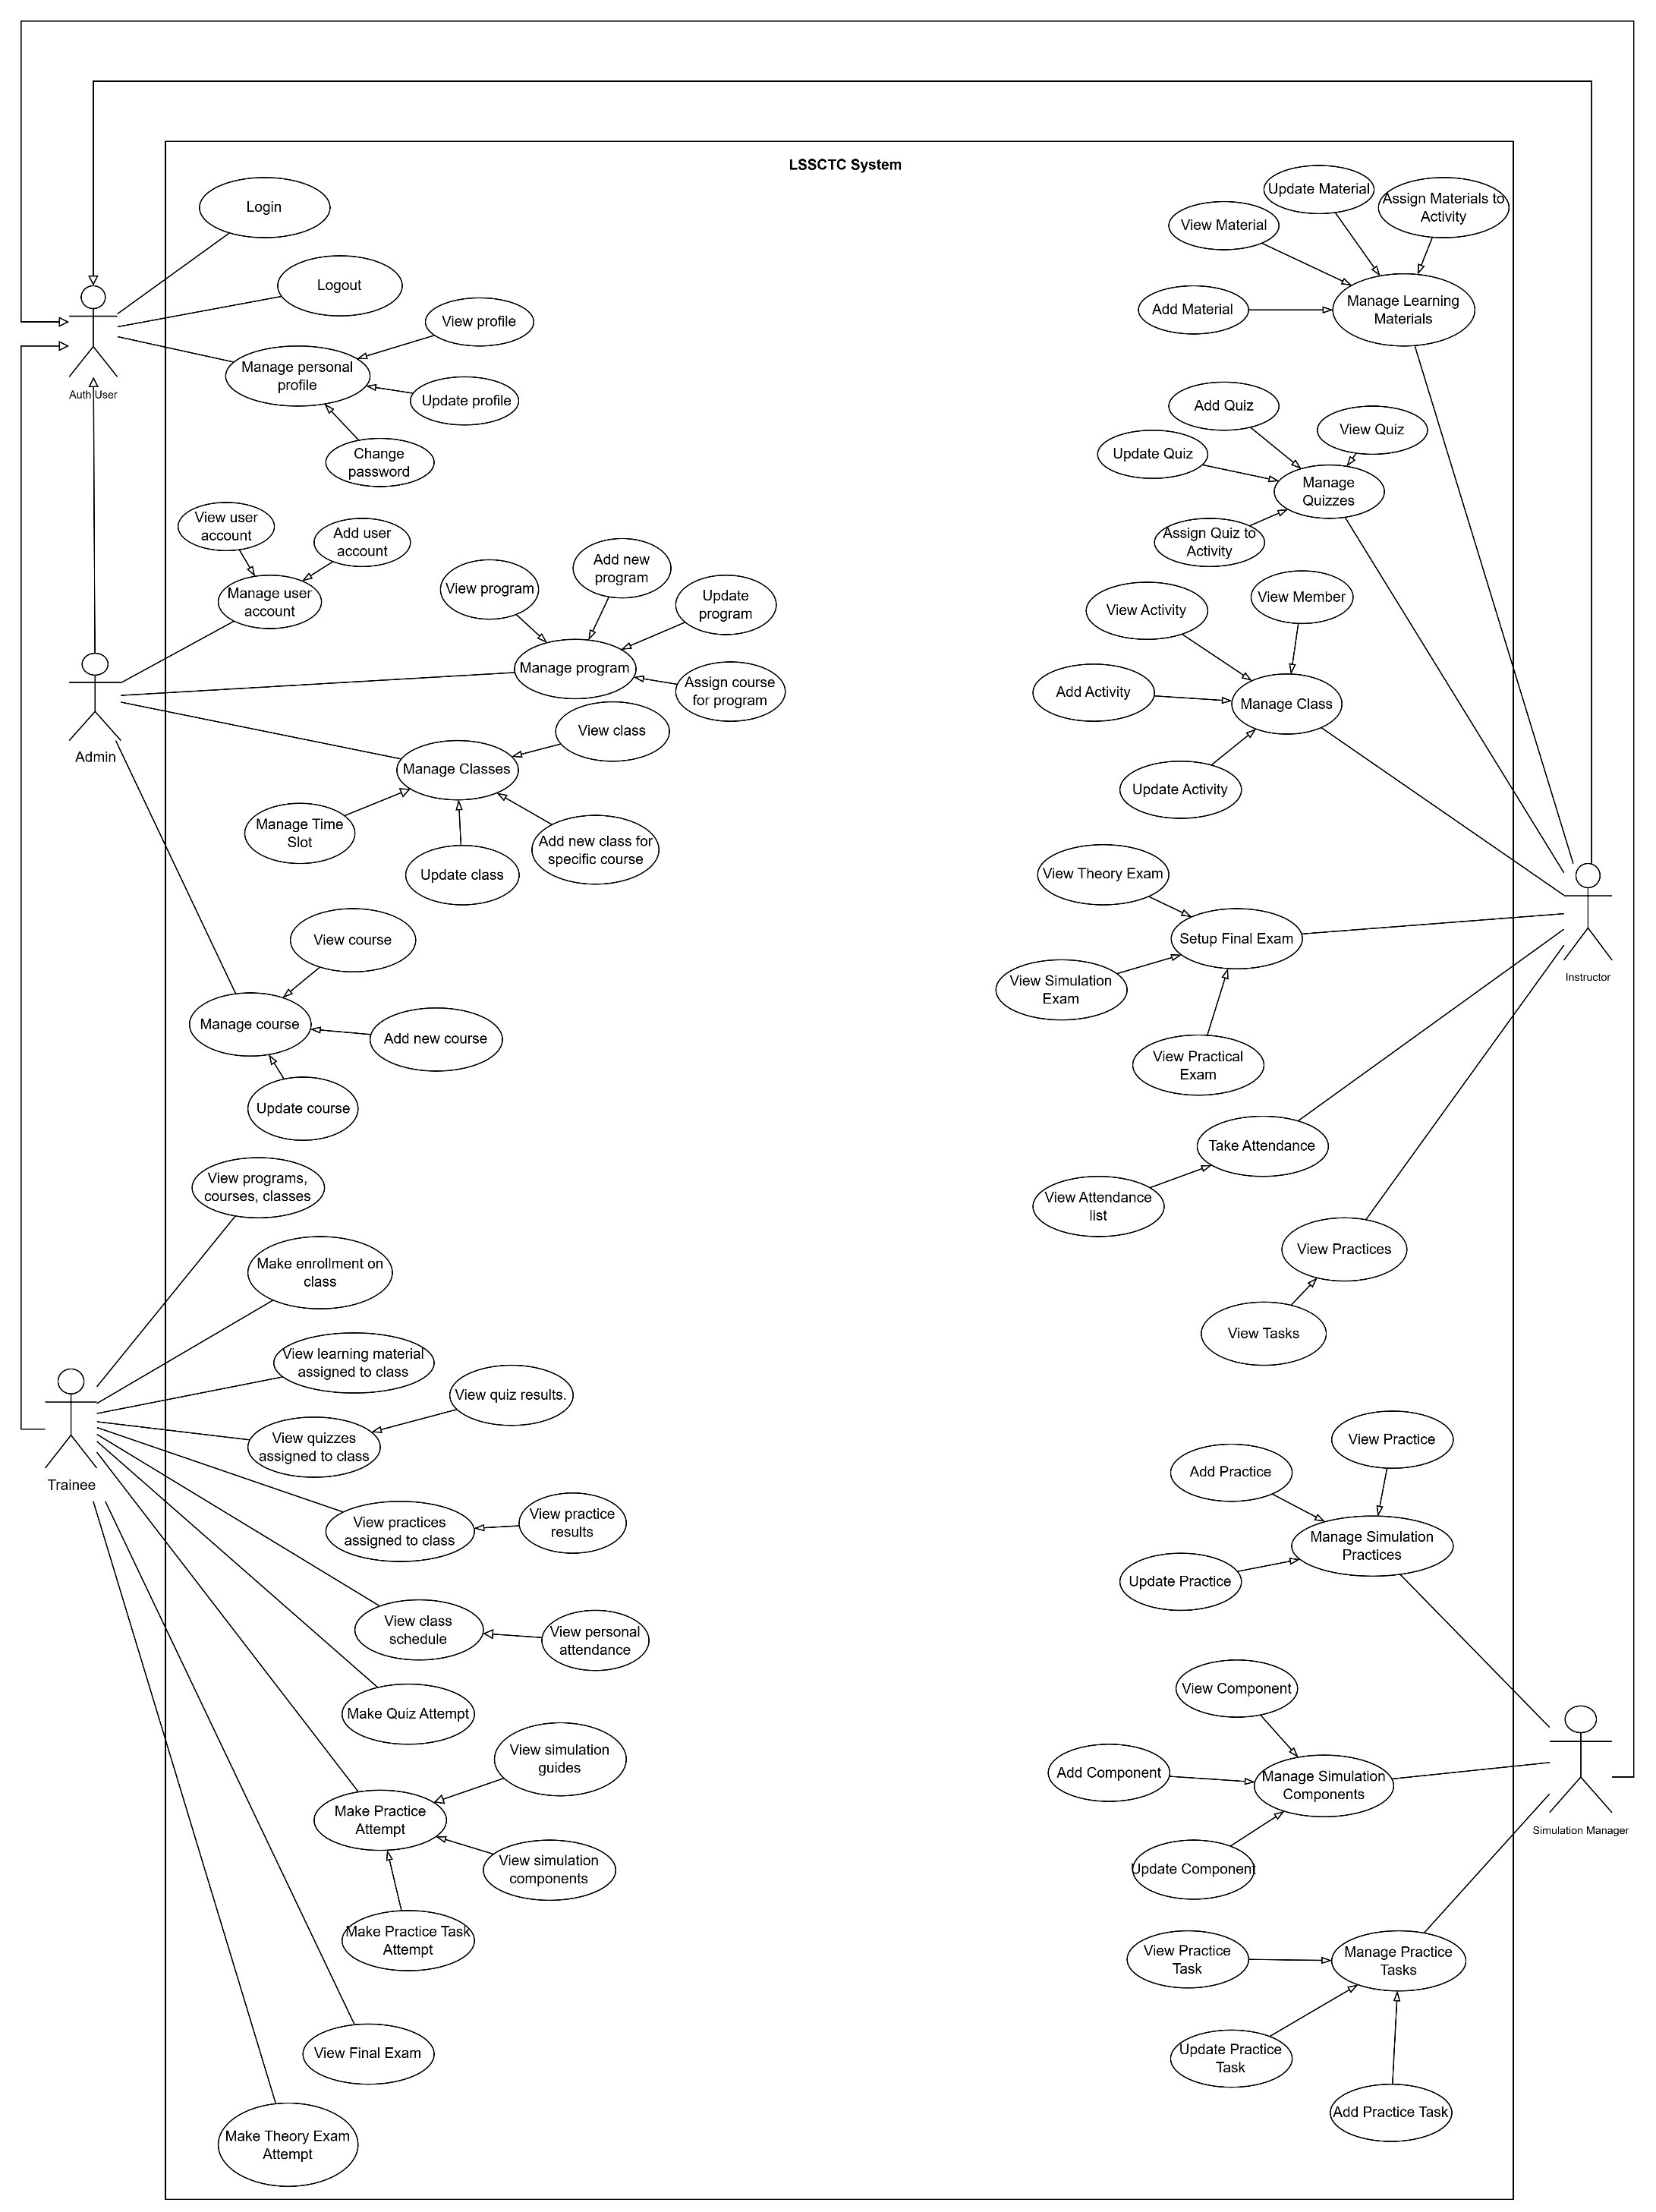 LSSCTC System
Login
Logout
View profile
Manage personal
profile
Update profile
Change
password
Auth User
View user
account
Add user
account
Manage user
account
View program
Add new
program
Update
program
Manage program
Assign course
for program
Admin
View class
Manage Classes
Manage Time
Slot
Update class
Add new class for
specific course
View course
Manage course
Add new course
Update course
View programs,
courses, classes
Make enrollment on
class
View learning material
assigned to class
View quiz results.
View quizzes
assigned to class
Trainee
View practices
assigned to class
View practice
results
View class
schedule
View personal
attendance
Make Quiz Attempt
View simulation
guides
Make Practice
Attempt
View simulation
components
Make Practice Task
Attempt
View Final Exam
Make Theory Exam
Attempt
Update Material
Assign Materials to
Activity
View Material
Add Material
Manage Learning
Materials
Add Quiz
View Quiz
Update Quiz
Manage
Quizzes
Assign Quiz to
Activity
View Activity
View Member
Add Activity
Manage Class
Update Activity
View Theory Exam
Setup Final Exam
View Simulation
Exam
View Practical
Exam
Instructor
Take Attendance
View Attendance
list
View Practices
View Tasks
View Practice
Add Practice
Manage Simulation
Practices
Update Practice
View Component
Add Component
Manage Simulation
Components
Update Component
Simulation Manager
View Practice
Task
Manage Practice
Tasks
Update Practice
Task
Add Practice Task